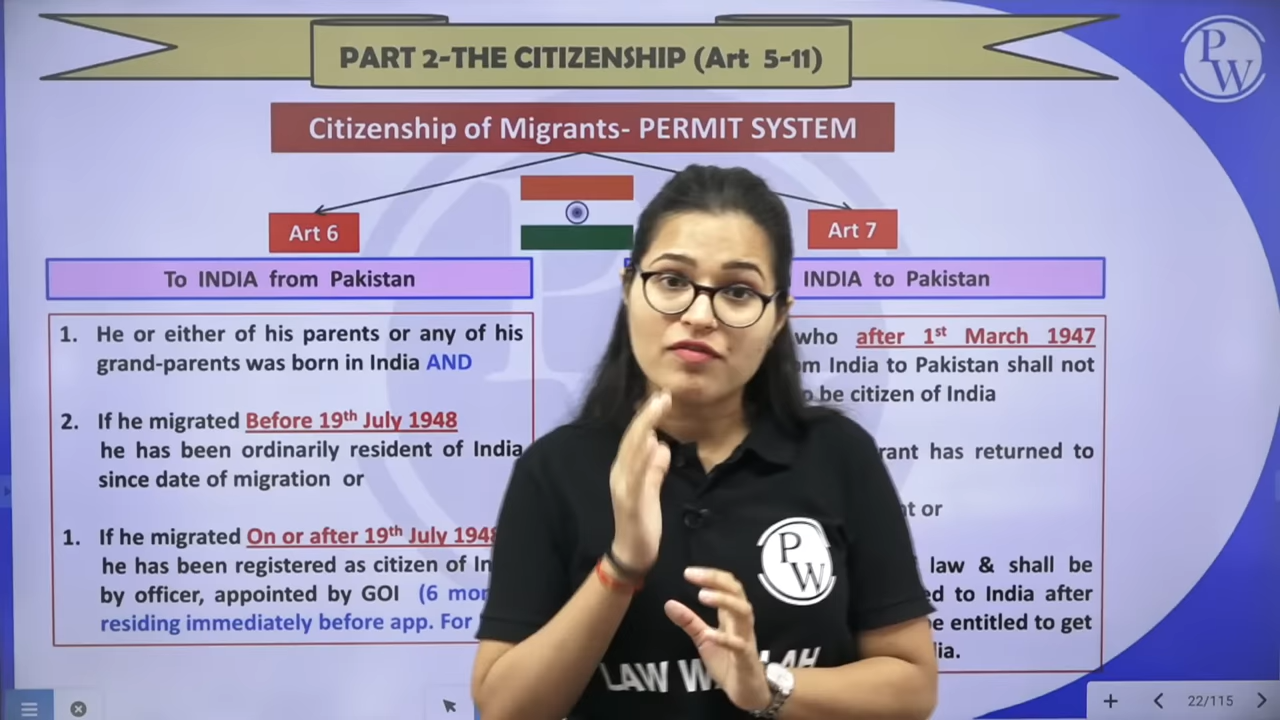 PART 2-THE CITIZENSHIP (Art 5-11)
PW
Citizenship of Migrants- PERMIT SYSTEM
Art 6
Art 7
To INDIA from Pakistan
INDIA to Pakistan
1. He or either of his parents or any of his
grand-parents was born in India AND
2. If he migrated Before 19th July 1948
he has been ordinarily resident of India
since date of migration or
1. If he migrated On or after 19th July 1948
he has been registered as citizen of
by officer, appointed by GOI (6
residing immediately before app. For
who after 1st March 1947
India to Pakistan shall not
be citizen of India
has returned to
or
law & shall be
to India after
entitled to get
PW
LAW
22/115